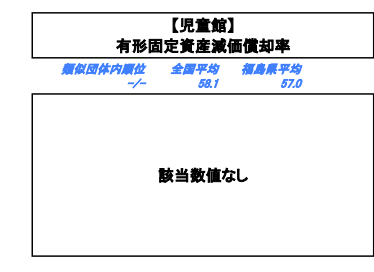 【児童館】
有形固定資産減価償却率
類似団体内順位 全国平均 福島県平均
-/- 58.1 57.0
該当数値なし